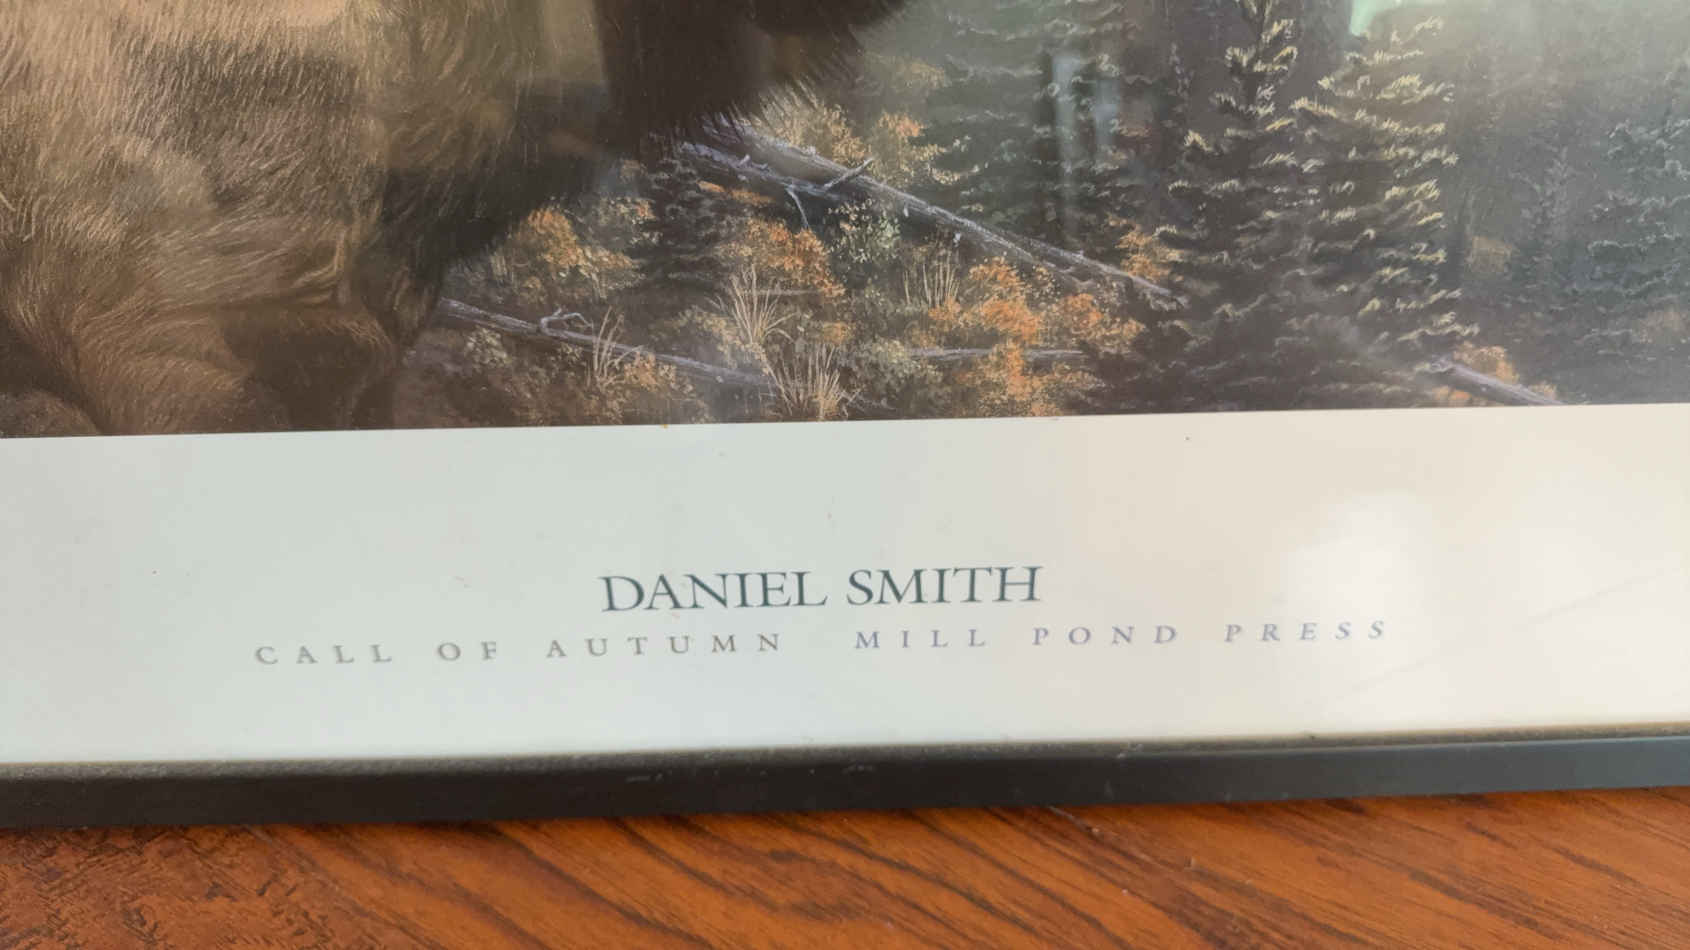 DANIEL SMITH
CALL OF AUTUMN MILL POND PRESS